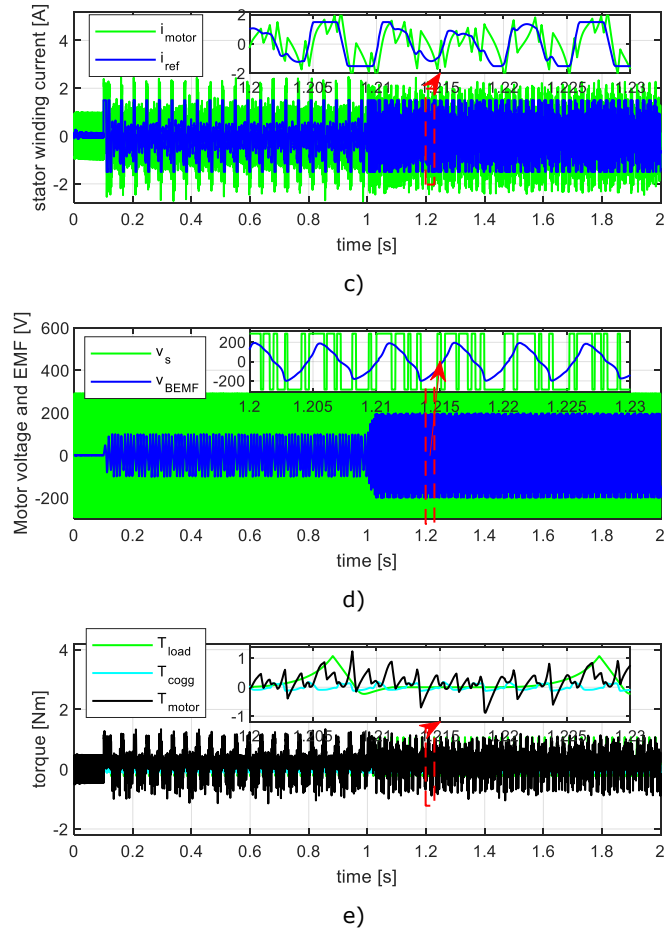 stator winding current [A]
4
2
0
-2
i_motor
i_ref
2
0
-2
1.2 1.205 1.21 1.215 1.22 1.225 1.23
0 0.2 0.4 0.6 0.8 1 1.2 1.4 1.6 1.8 2
time [s]
c)
Motor voltage and EMF [V]
600
400
200
0
-200
v_s
v_BEMF
200
0
-200
1.2 1.205 1.21 1.215 1.22 1.225 1.23
0 0.2 0.4 0.6 0.8 1 1.2 1.4 1.6 1.8 2
time [s]
d)
torque [Nm]
4
2
0
-2
T_load
T_cogg
T_motor
1
0
-1
1.2 1.205 1.21 1.215 1.22 1.225 1.23
0 0.2 0.4 0.6 0.8 1 1.2 1.4 1.6 1.8 2
time [s]
e)